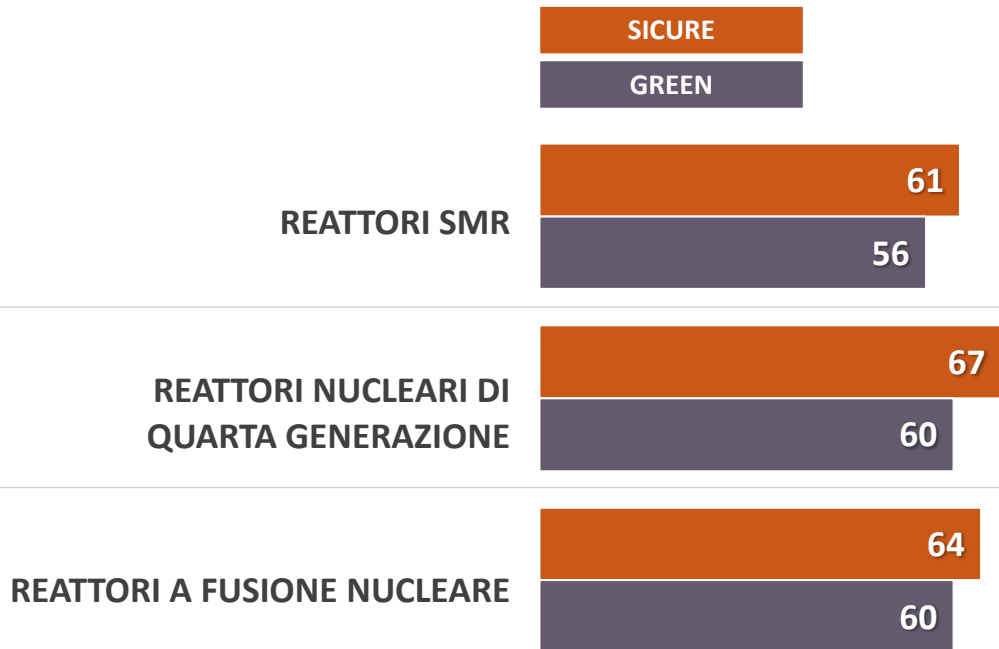 SICURE
GREEN
REATTORI SMR
61
56
REATTORI NUCLEARI DI
QUARTA GENERAZIONE
67
60
REATTORI A FUSIONE NUCLEARE
64
60